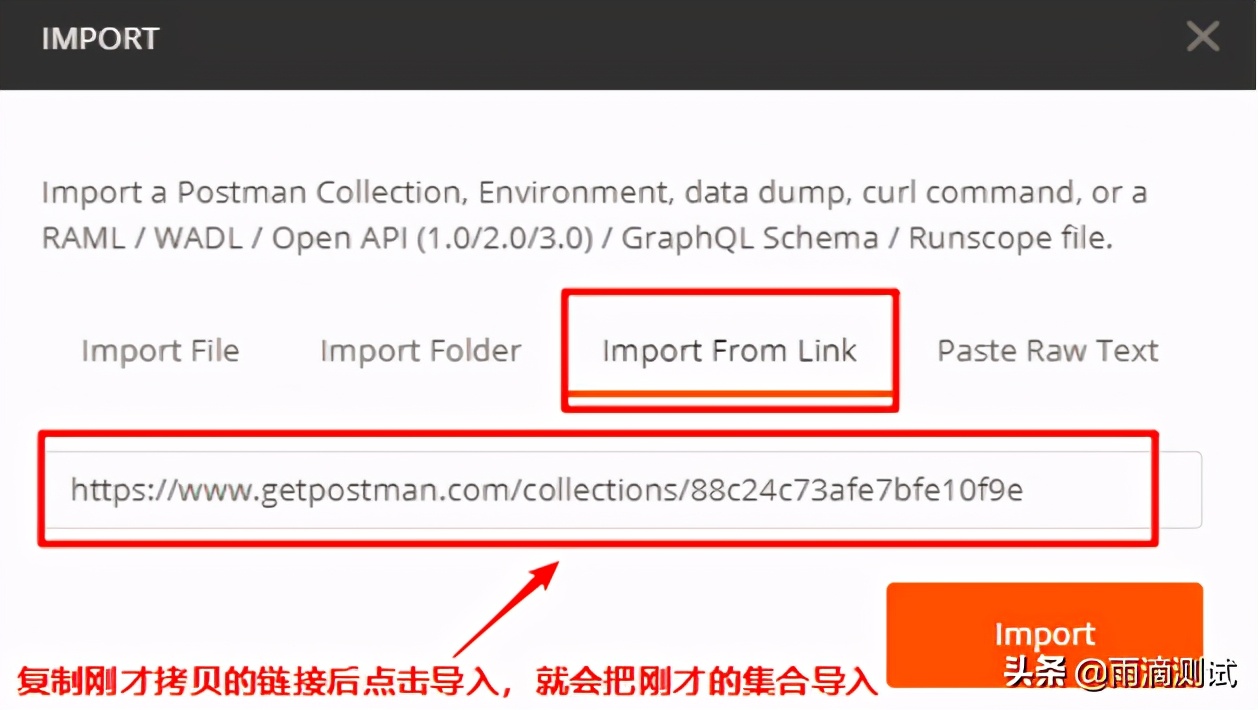 IMPORT
Import a Postman Collection, Environment, data dump, curl command, or a
RAML / WADL / Open API (1.0/2.0/3.0) / GraphQL Schema / Runscope file.
Import File Import Folder Import From Link Paste Raw Text
https://www.getpostman.com/collections/88c24c73afe7bfe10f9e
Import
复制刚才拷贝的链接后点击导入，就会把刚才的集合导入
头条 @雨滴测试